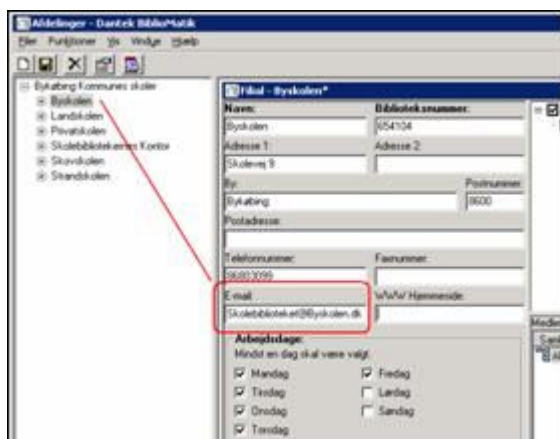 Afdelinger - Dantek BiblioMatik
Filer Funktioner Vis Vindue Hjælp
Bykøbing Kommunes skoler
Byskolen
Landskolen
Privatskolen
Skolebibliotekernes Kontor
Skovskolen
Strandskolen
Filial - Byskolen*
Navn: Biblioteksnummer:
Byskolen 654104
Adresse 1: Adresse 2:
Skolevej 9
By: Postnummer:
Bykøbing 8600
Postadresse:
Telefonnummer: Faxnummer:
86803099
E-mail: WWW Hjemmeside:
Skolebiblioteket@Byskolen.dk
Arbejdsdage:
Mindst en dag skal være valgt.
Mandag Fredag
Tirsdag Lørdag
Onsdag Søndag
Torsdag